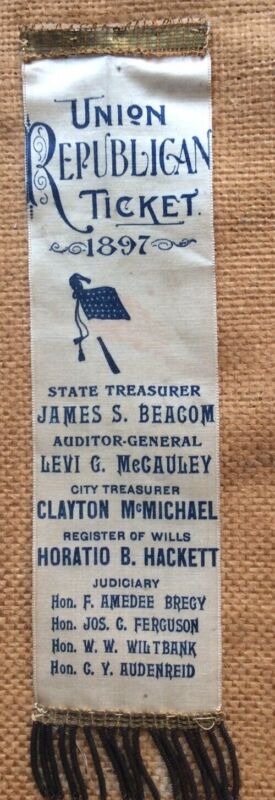 UNION
REPUBLICAN
TICKET.
1897
STATE TREASURER
JAMES S. BEACOM
AUDITOR-GENERAL
LEVI G. McCAULEY
CITY TREASURER
CLAYTON McMICHAEL
REGISTER OF WILLS
HORATIO B. HACKETT
JUDICIARY
HON. F. AMEDEE BREGY
HON. JOS. C. FERGUSON
HON. W. W. WILTBANK
HON. C. Y. AUDENREID